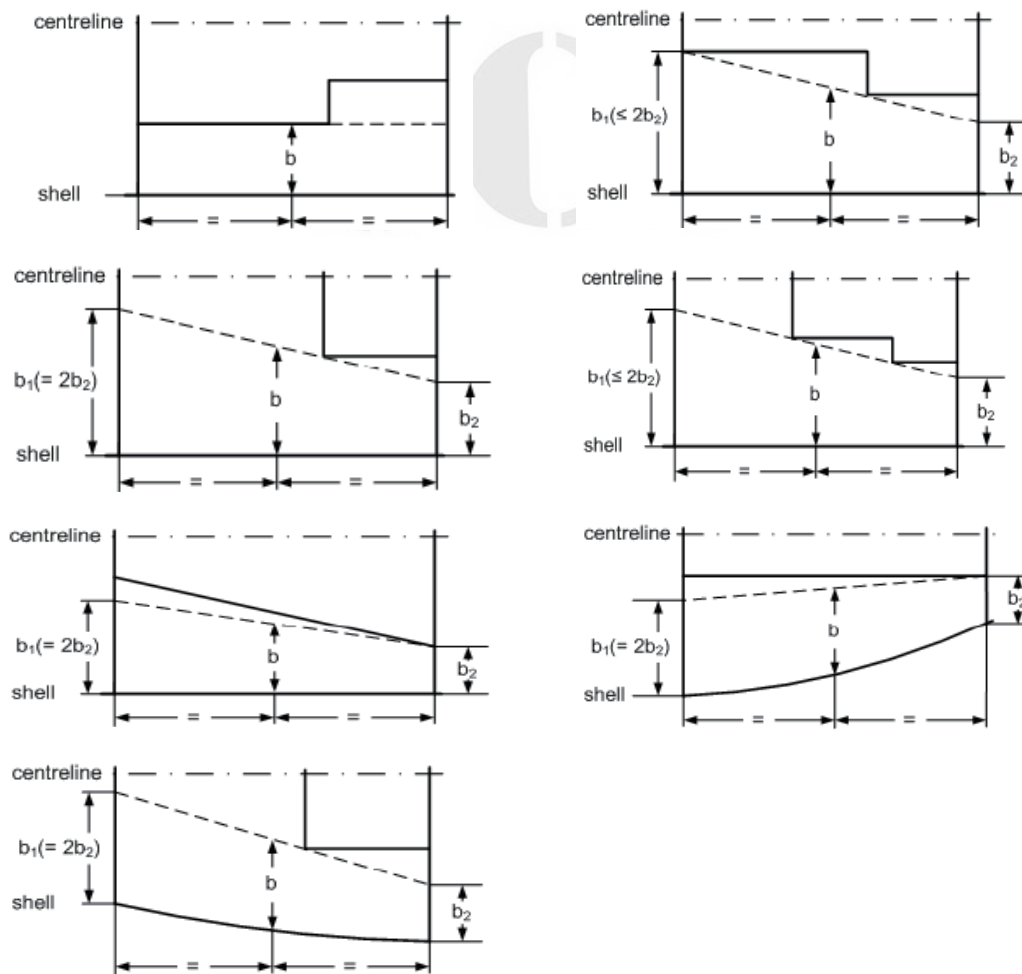 centreline
b
shell
= =
centreline
b₁(≤ 2b₂)
b
b₂
shell
= =
centreline
b₁(= 2b₂)
b
b₂
shell
= =
centreline
b₁(≤ 2b₂)
b
b₂
shell
= =
centreline
b₁(= 2b₂)
b
b₂
shell
= =
centreline
b₂
b
b₁(= 2b₂)
shell
= =
centreline
b₁(= 2b₂)
b
shell
b₂
= =